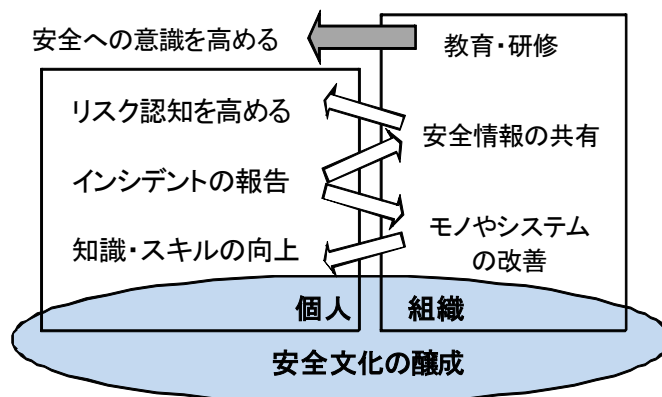 安全への意識を高める
教育・研修
リスク認知を高める
安全情報の共有
インシデントの報告
モノやシステム
の改善
知識・スキルの向上
個人
組織
安全文化の醸成